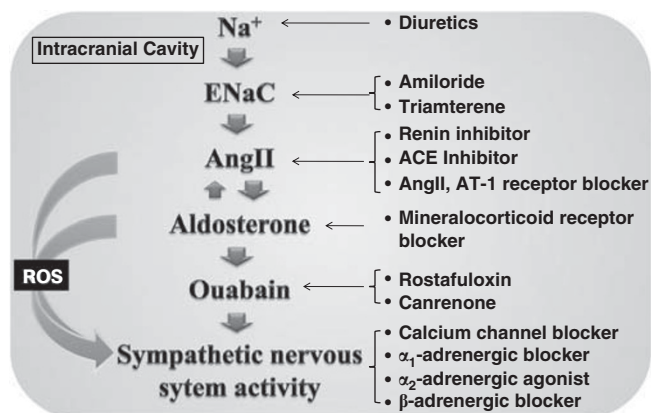 Na⁺
• Diuretics
Intracranial Cavity
ENaC
• Amiloride
• Triamterene
AngII
• Renin inhibitor
• ACE Inhibitor
• AngII, AT-1 receptor blocker
Aldosterone
• Mineralocorticoid receptor
blocker
ROS
Ouabain
• Rostafuloxin
• Canrenone
Sympathetic nervous
sytem activity
• Calcium channel blocker
• α₁-adrenergic blocker
• α₂-adrenergic agonist
• β-adrenergic blocker